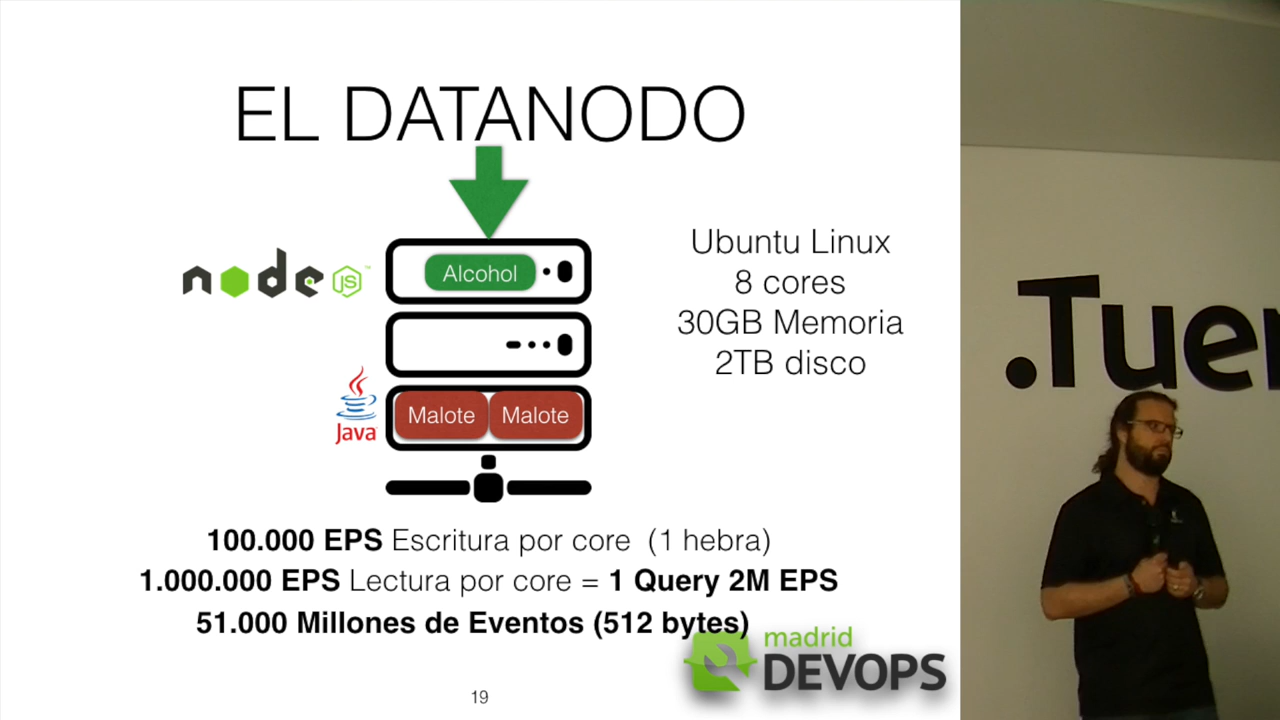 EL DATANODO
node JS ™
Alcohol
Ubuntu Linux
8 cores
30GB Memoria
2TB disco
Java
Malote Malote
100.000 EPS Escritura por core (1 hebra)
1.000.000 EPS Lectura por core = 1 Query 2M EPS
51.000 Millones de Eventos (512 bytes)
madrid
DEVOPS
19
.Tuen